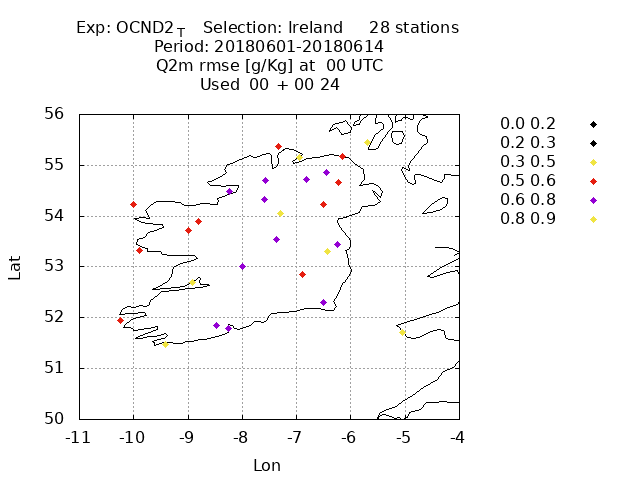 Exp: OCND2T Selection: Ireland 28 stations
Period: 20180601-20180614
Q2m rmse [g/Kg] at 00 UTC
Used 00 + 00 24
56
55
54
53
52
51
50
-11 -10 -9 -8 -7 -6 -5 -4
Lat
Lon
0.0 0.2
0.2 0.3
0.3 0.5
0.5 0.6
0.6 0.8
0.8 0.9